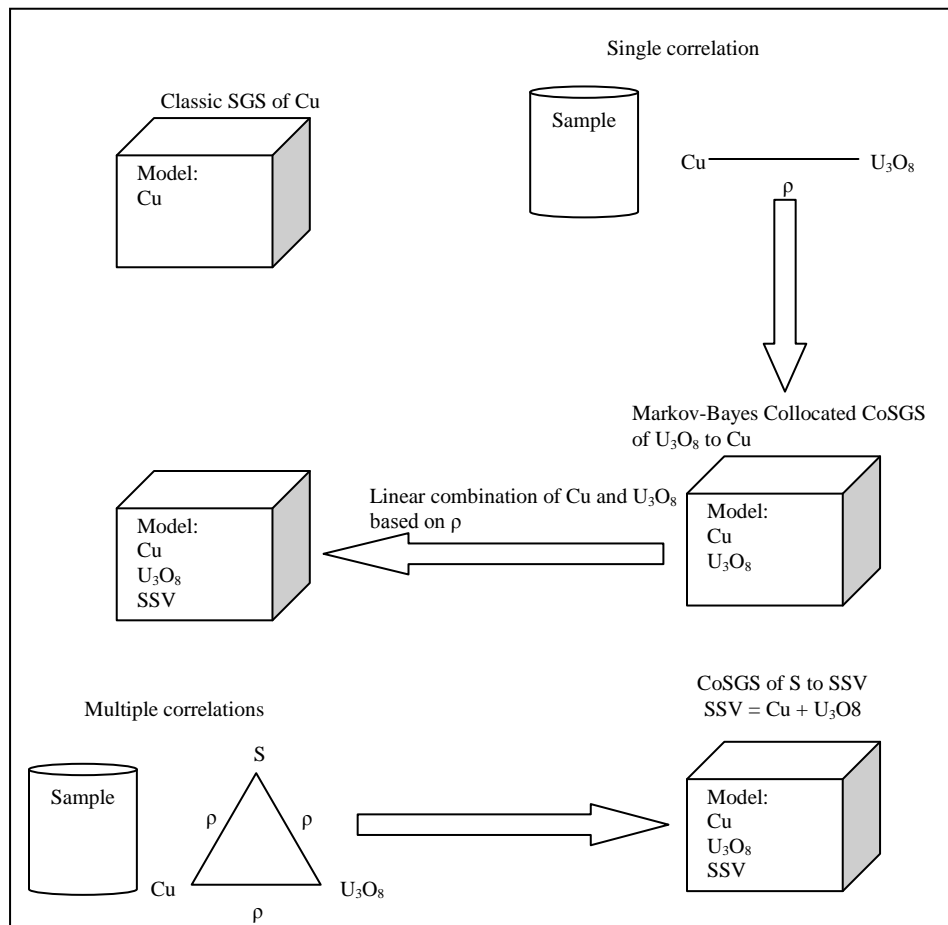 Single correlation
Classic SGS of Cu
Sample
Model:
Cu
Cu
U₃O₈
ρ
Markov-Bayes Collocated CoSGS
of U₃O₈ to Cu
Linear combination of Cu and U₃O₈
based on ρ
Model:
Cu
U₃O₈
Model:
Cu
U₃O₈
SSV
CoSGS of S to SSV
SSV = Cu + U₃O8
Multiple correlations
S
Sample
ρ
ρ
Cu
U₃O₈
ρ
Model:
Cu
U₃O₈
SSV